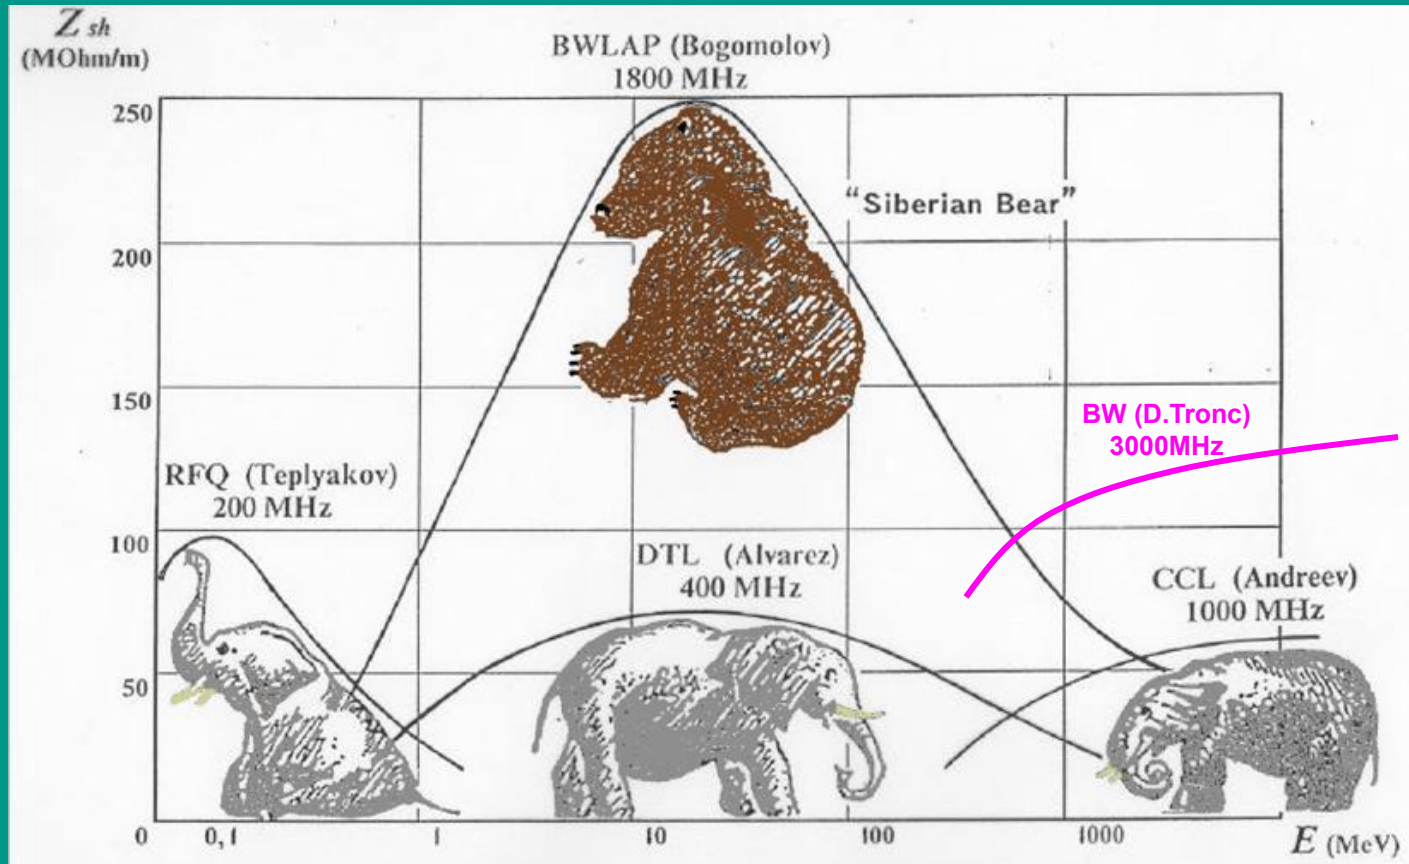 Z sh
(MOhm/m)
BWLAP (Bogomolov)
1800 MHz
250
“Siberian Bear”
200
150
BW (D.Tronc)
3000MHz
RFQ (Teplyakov)
200 MHz
100
DTL (Alvarez)
400 MHz
CCL (Andreev)
1000 MHz
50
0 0,1 1 10 100 1000 E (MeV)